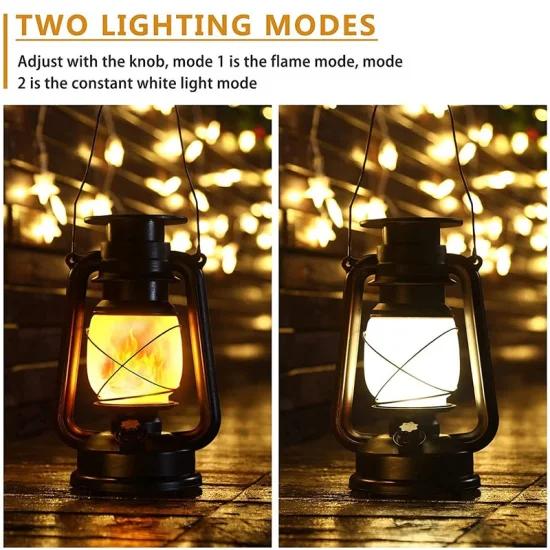 TWO LIGHTING MODES
Adjust with the knob, mode 1 is the flame mode, mode
2 is the constant white light mode